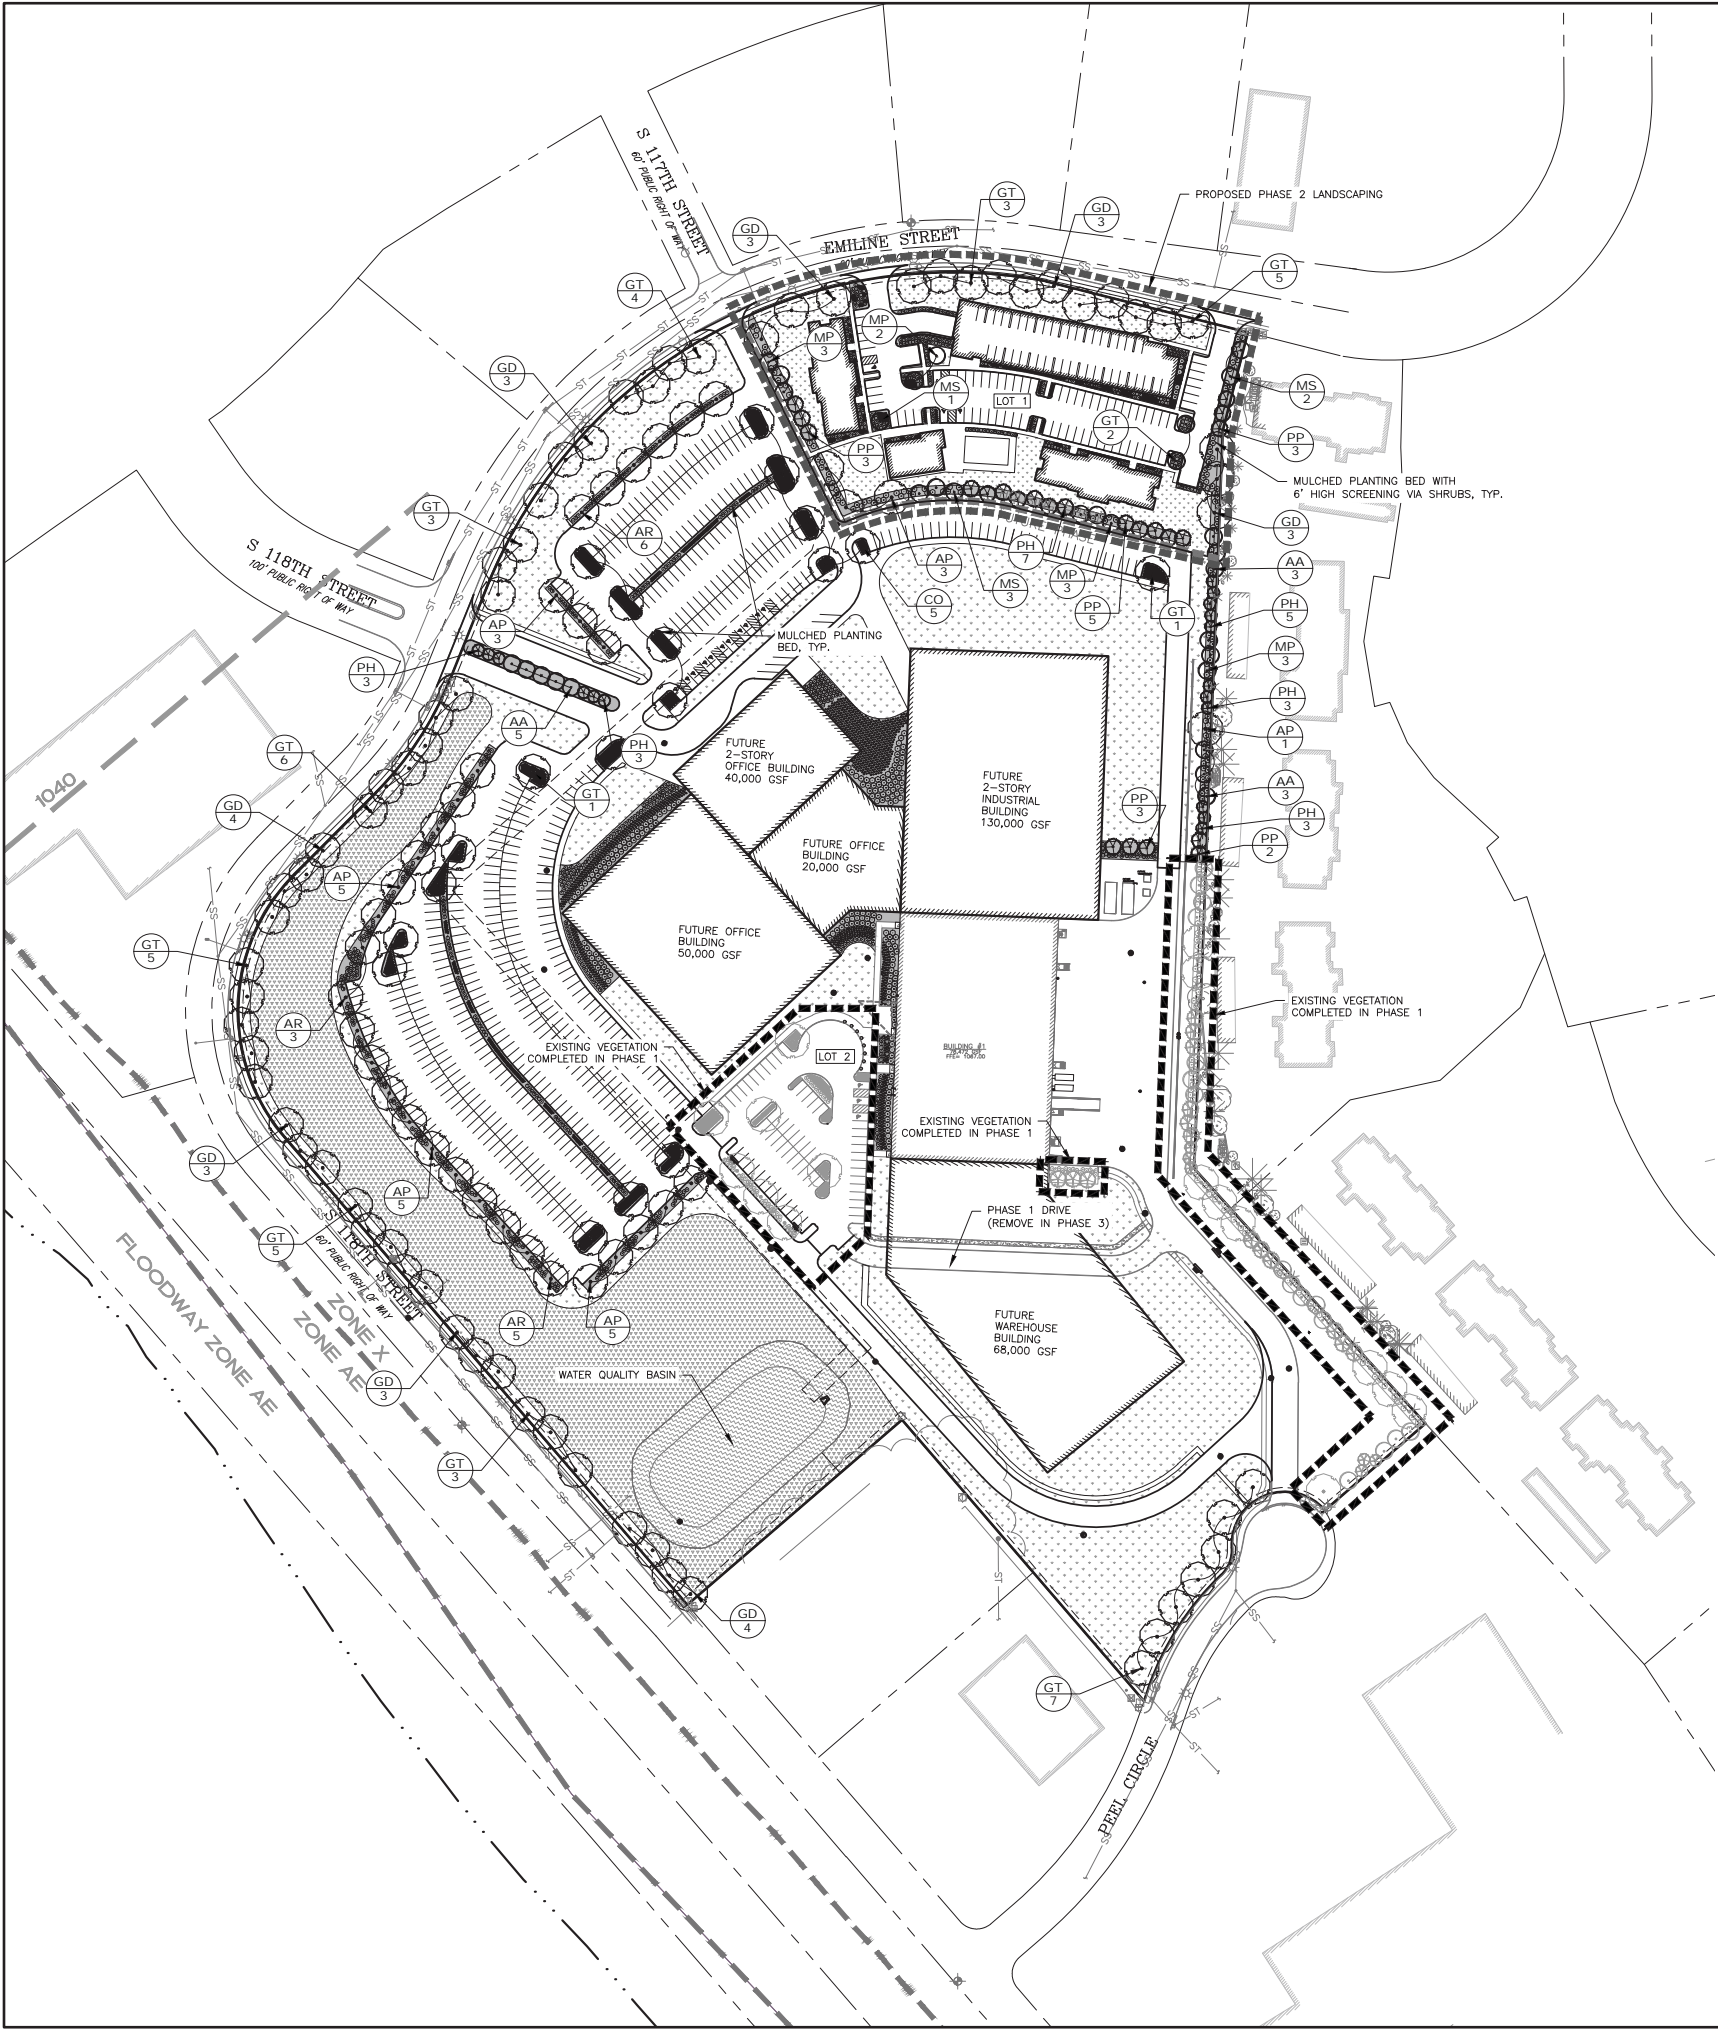 S 117TH STREET
60' PUBLIC RIGHT OF WAY
PROPOSED PHASE 2 LANDSCAPING
GT
3
GD
3
GD
3
EMILINE STREET
GT
5
GT
4
MP
2
MP
3
GD
3
MS
1
LOT 1
MS
2
GT
2
PP
3
PP
3
MULCHED PLANTING BED WITH
6' HIGH SCREENING VIA SHRUBS, TYP.
GT
3
GD
3
AR
6
PH
7
AP
3
S 118TH STREET
100' PUBLIC RIGHT OF WAY
MP
3
AA
3
MS
3
CO
5
PP
5
GT
1
PH
5
AP
3
MULCHED PLANTING
BED, TYP.
MP
3
PH
3
PH
3
AA
5
AP
1
GT
6
PH
3
FUTURE
2-STORY
OFFICE BUILDING
40,000 GSF
FUTURE
2-STORY
INDUSTRIAL
BUILDING
130,000 GSF
1040
GT
1
AA
3
PP
3
GD
4
PH
3
PP
2
FUTURE OFFICE
BUILDING
20,000 GSF
AP
5
FUTURE OFFICE
BUILDING
50,000 GSF
GT
5
EXISTING VEGETATION
COMPLETED IN PHASE 1
AR
3
EXISTING VEGETATION
COMPLETED IN PHASE 1
LOT 2
BUILDING #1
FFE= 1087.00
EXISTING VEGETATION
COMPLETED IN PHASE 1
GD
3
AP
5
PHASE 1 DRIVE
(REMOVE IN PHASE 3)
GT
5
S 118TH STREET
60' PUBLIC RIGHT OF WAY
FLOODWAY ZONE AE
ZONE X
ZONE AE
AR
5
AP
5
FUTURE
WAREHOUSE
BUILDING
68,000 GSF
WATER QUALITY BASIN
GD
3
GT
3
GD
4
GT
7
PEEL CIRCLE